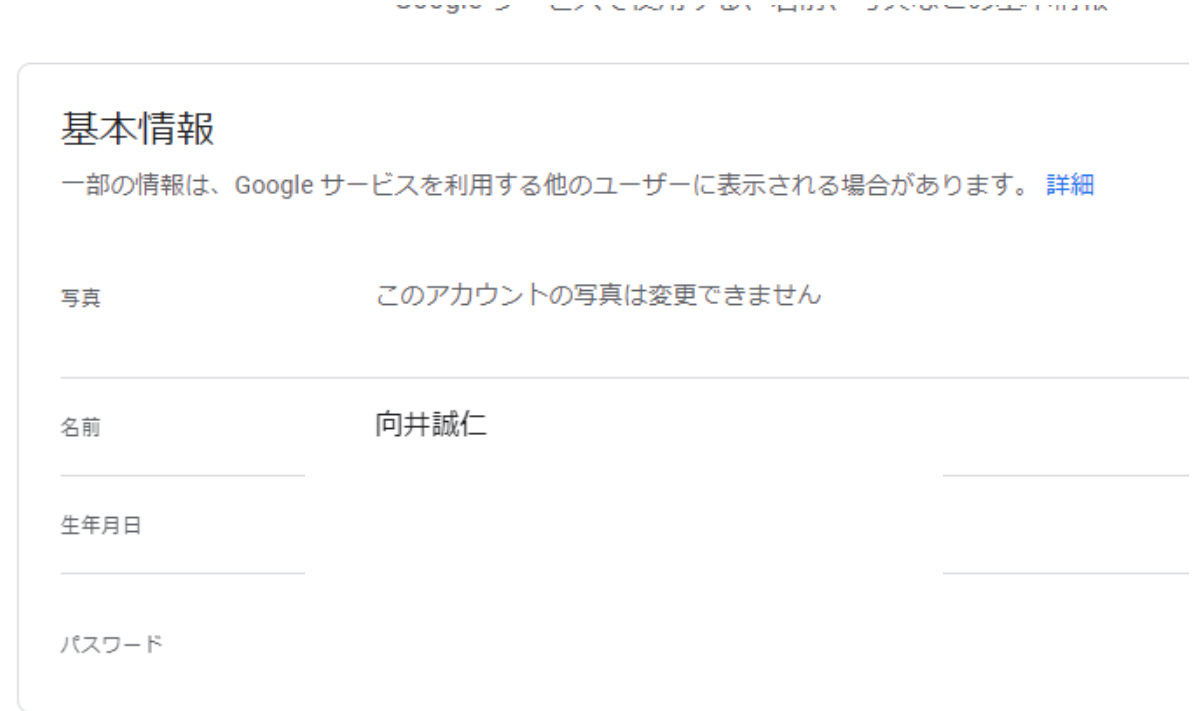 基本情報
一部の情報は、Google サービスを利用する他のユーザーに表示される場合があります。 詳細
写真 このアカウントの写真は変更できません
名前 向井誠仁
生年月日
パスワード